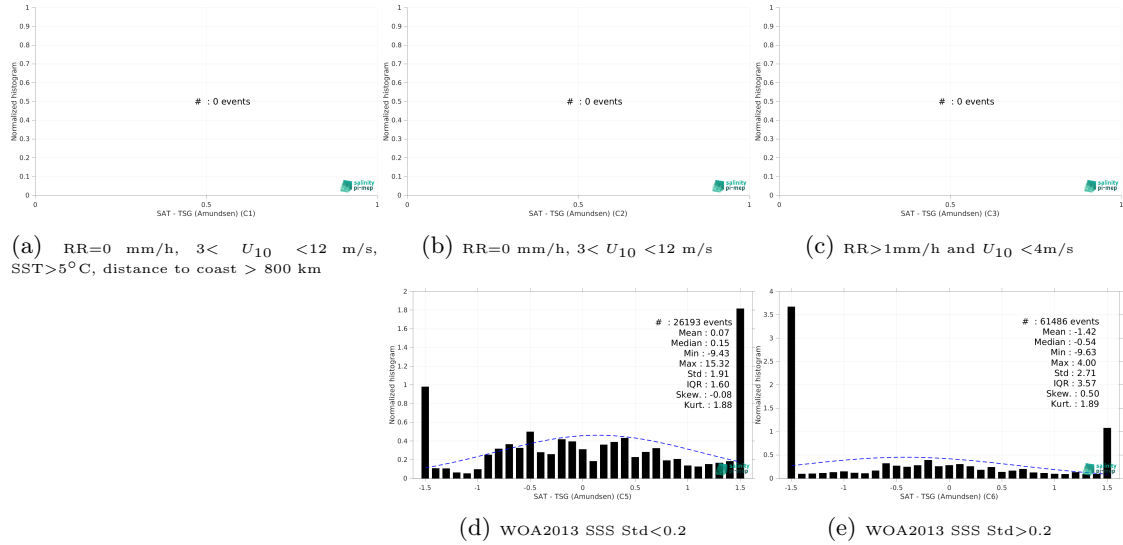 1
0.9
0.8
0.7
0.6
0.5
0.4
0.3
0.2
0.1
0
Normalized histogram
# : 0 events
salinity
pi-mep
0 0.5 1
SAT - TSG (Amundsen) (C1)
1
0.9
0.8
0.7
0.6
0.5
0.4
0.3
0.2
0.1
0
Normalized histogram
# : 0 events
salinity
pi-mep
0 0.5 1
SAT - TSG (Amundsen) (C2)
1
0.9
0.8
0.7
0.6
0.5
0.4
0.3
0.2
0.1
0
Normalized histogram
# : 0 events
salinity
pi-mep
0 0.5 1
SAT - TSG (Amundsen) (C3)
(a) RR=0 mm/h, 3< U10 <12 m/s,
SST>5°C, distance to coast > 800 km
(b) RR=0 mm/h, 3< U10 <12 m/s
(c) RR>1mm/h and U10 <4m/s
2
1.8
1.6
1.4
1.2
1
0.8
0.6
0.4
0.2
0
Normalized histogram
# : 26193 events
Mean : 0.07
Median : 0.15
Min : -9.43
Max : 15.32
Std : 1.91
IQR : 1.60
Skew. : -0.08
Kurt. : 1.88
salinity
pi-mep
-1.5 -1 -0.5 0 0.5 1 1.5
SAT - TSG (Amundsen) (C5)
4
3.5
3
2.5
2
1.5
1
0.5
0
Normalized histogram
# : 61486 events
Mean : -1.42
Median : -0.54
Min : -9.63
Max : 4.00
Std : 2.71
IQR : 3.57
Skew. : 0.50
Kurt. : 1.89
salinity
pi-mep
-1.5 -1 -0.5 0 0.5 1 1.5
SAT - TSG (Amundsen) (C6)
(d) WOA2013 SSS Std<0.2
(e) WOA2013 SSS Std>0.2